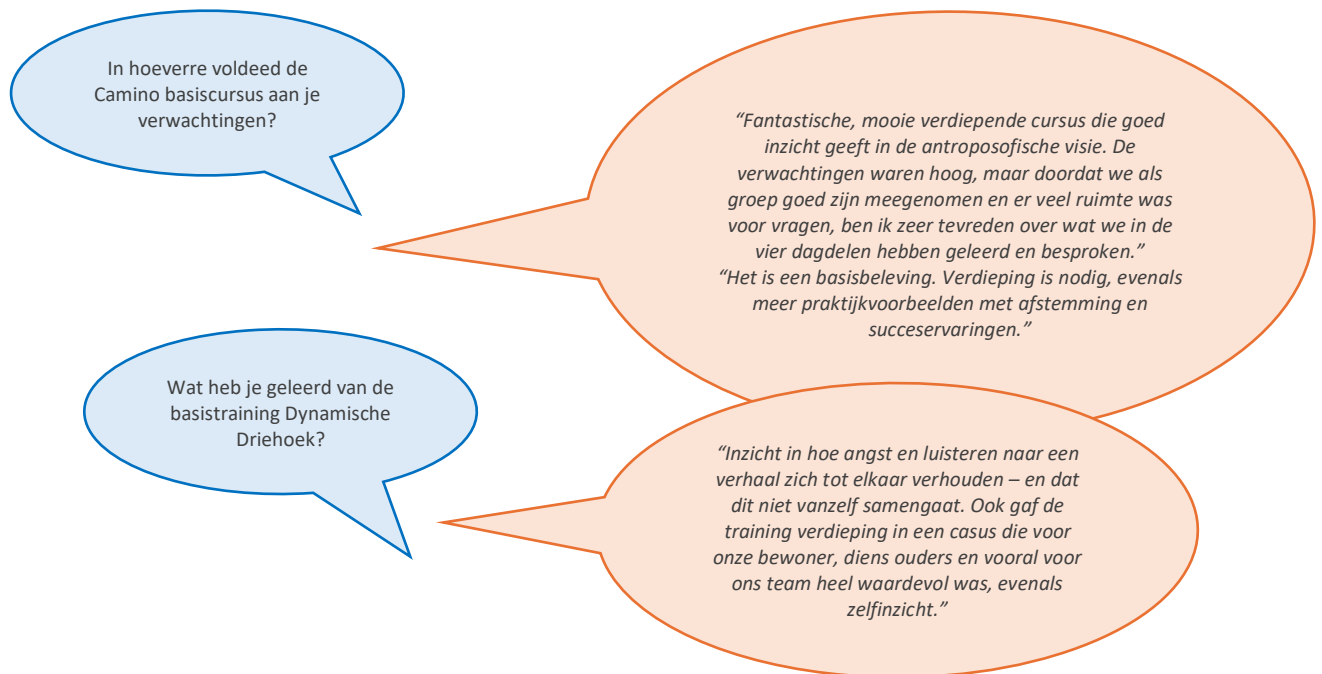 In hoeverre voldeed de
Camino basiscursus aan je
verwachtingen?
“Fantastische, mooie verdiepende cursus die goed
inzicht geeft in de antroposofische visie. De
verwachtingen waren hoog, maar doordat we als
groep goed zijn meegenomen en er veel ruimte was
voor vragen, ben ik zeer tevreden over wat we in de
vier dagdelen hebben geleerd en besproken.”
“Het is een basisbeleving. Verdieping is nodig, evenals
meer praktijkvoorbeelden met afstemming en
succeservaringen.”
Wat heb je geleerd van de
basistraining Dynamische
Driehoek?
“Inzicht in hoe angst en luisteren naar een
verhaal zich tot elkaar verhouden – en dat
dit niet vanzelf samengaat. Ook gaf de
training verdieping in een casus die voor
onze bewoner, diens ouders en vooral voor
ons team heel waardevol was, evenals
zelfinzicht.”